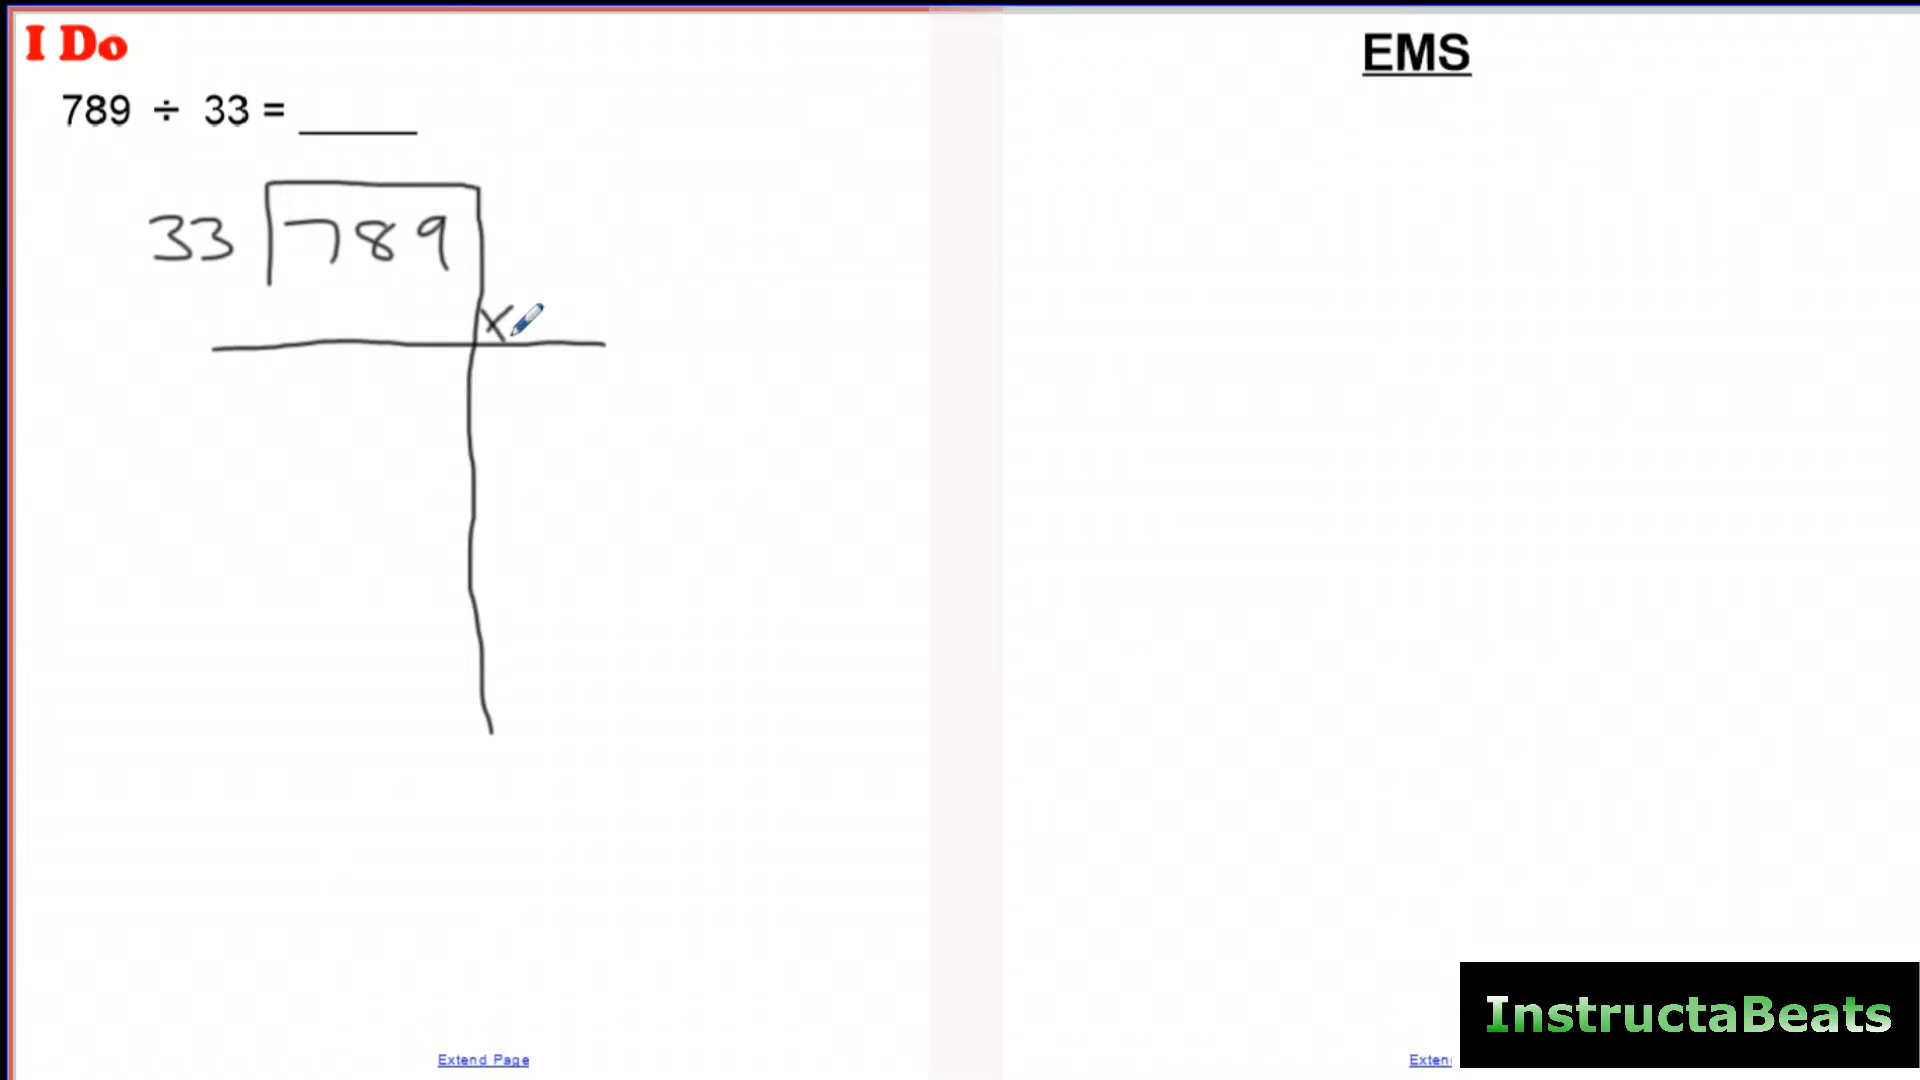 I Do
789 ÷ 33 = ______
33 789
x
EMS
Extend Page
Exten
InstructaBeats